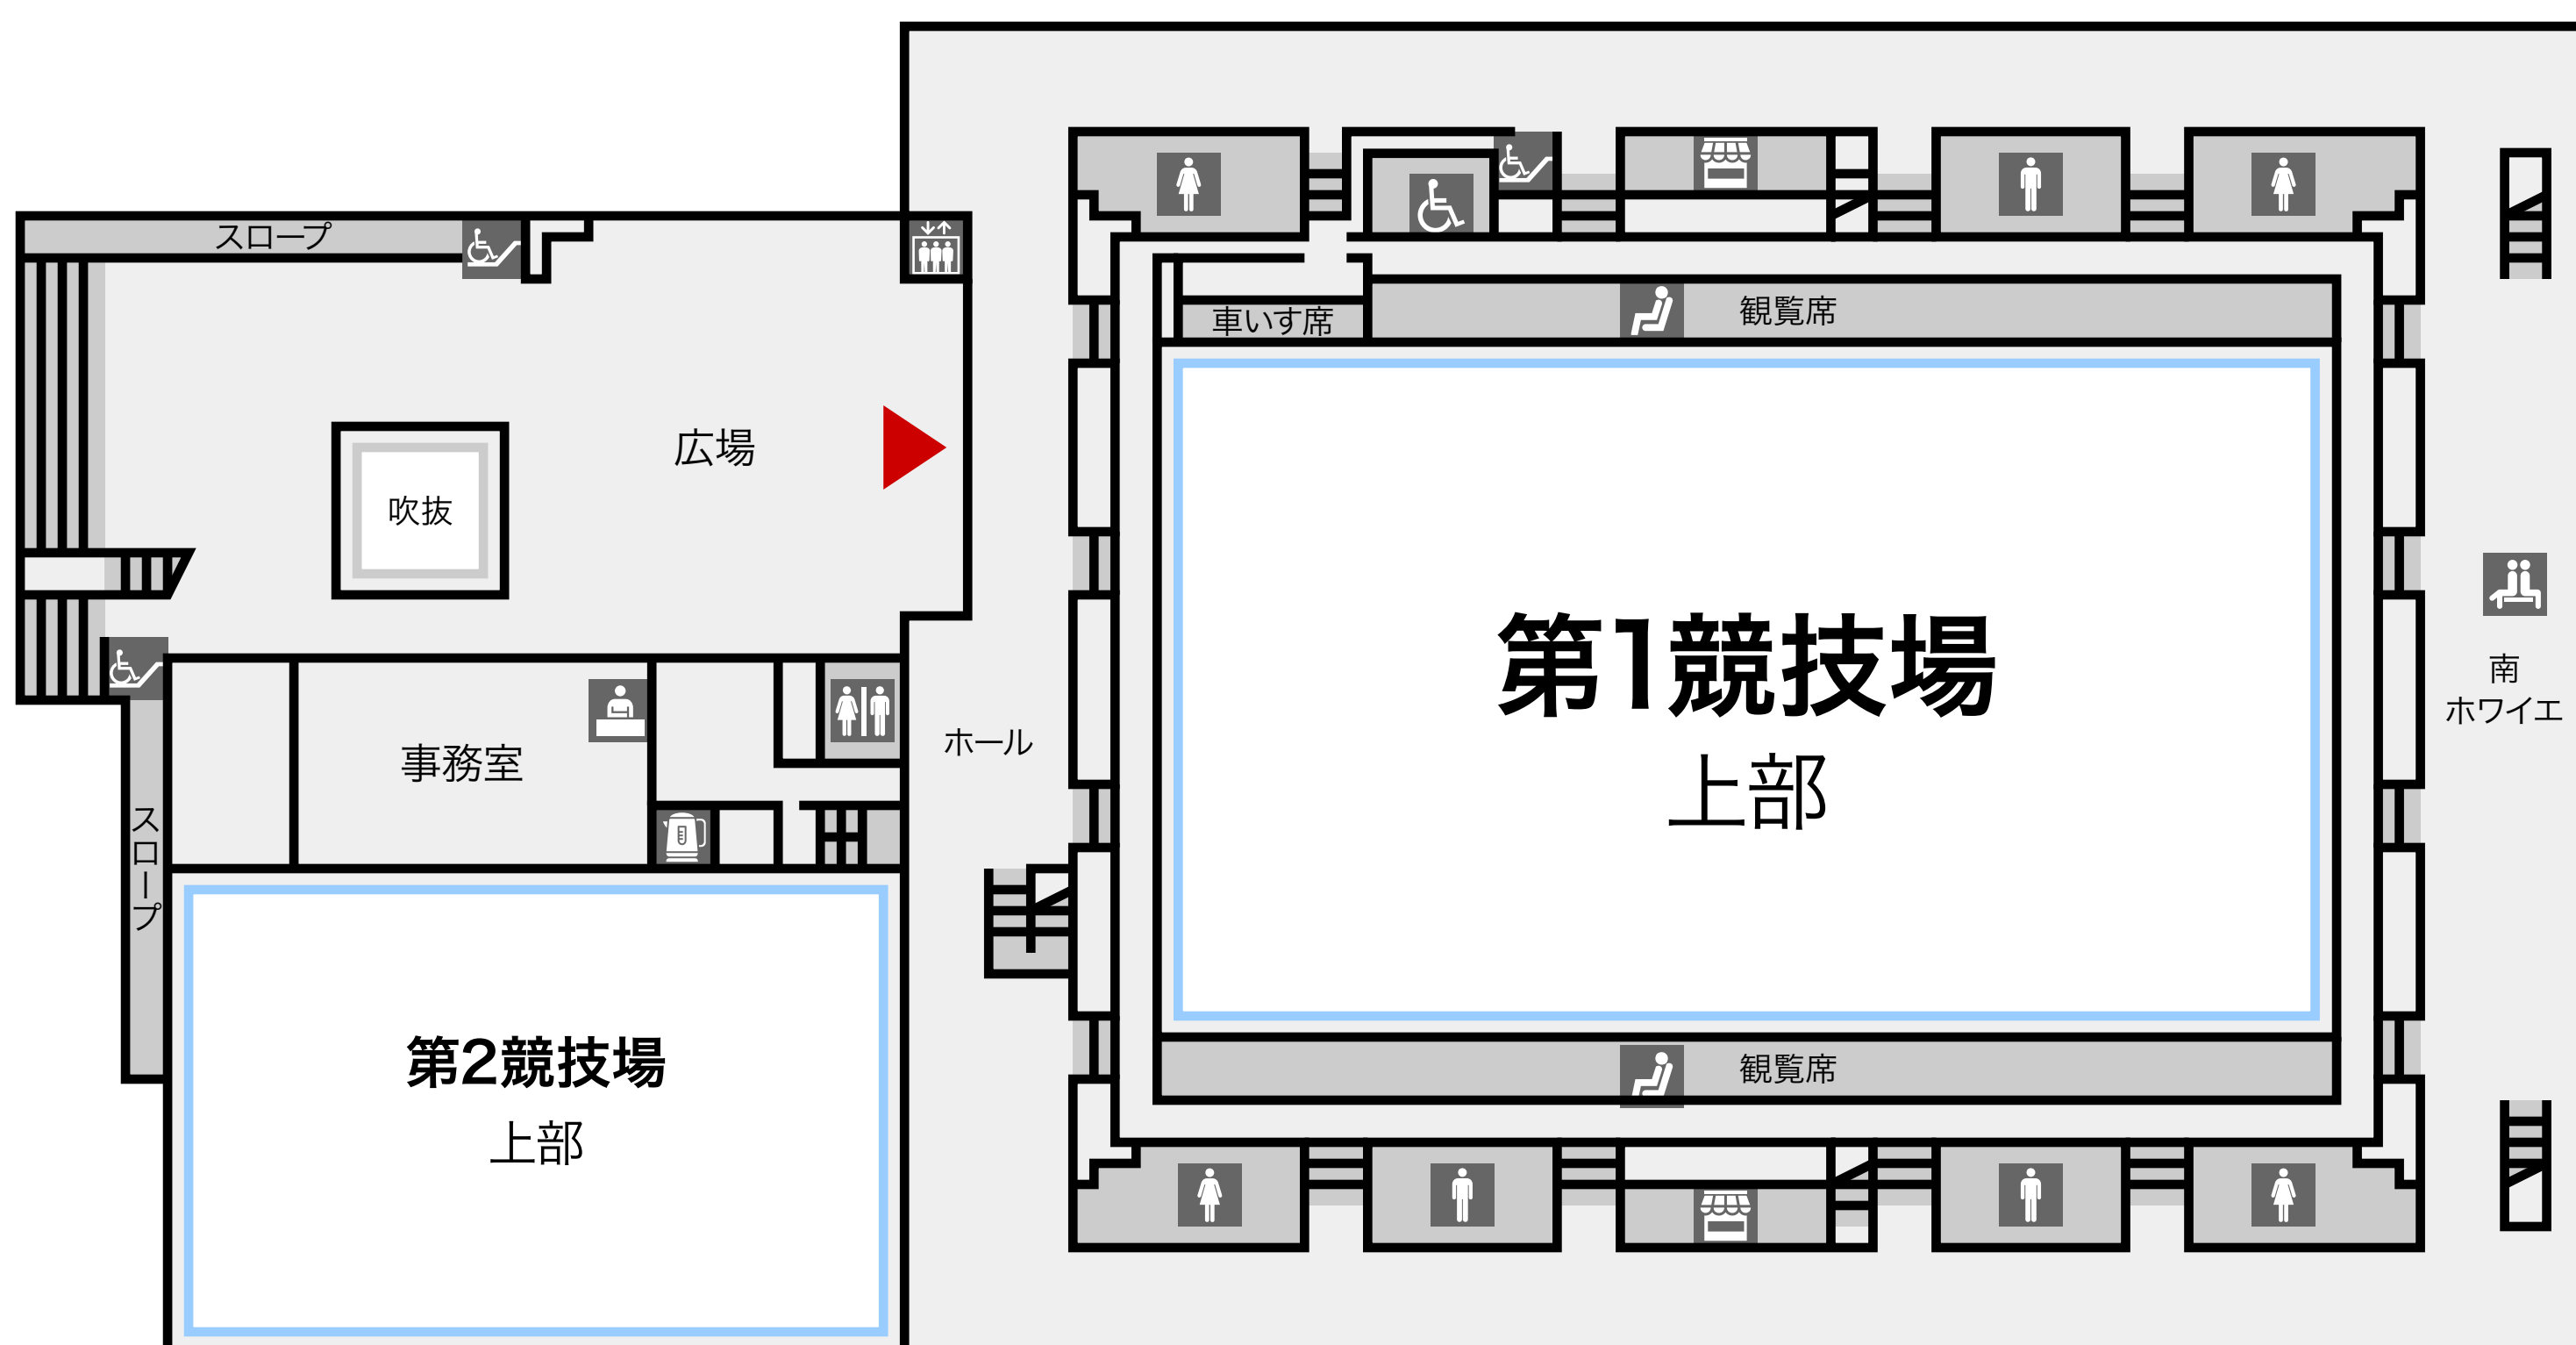 スロープ
車いす席
観覧席
広場
吹抜
第1競技場
上部
南
ホワイエ
ホール
事務室
スロープ
第2競技場
上部
観覧席